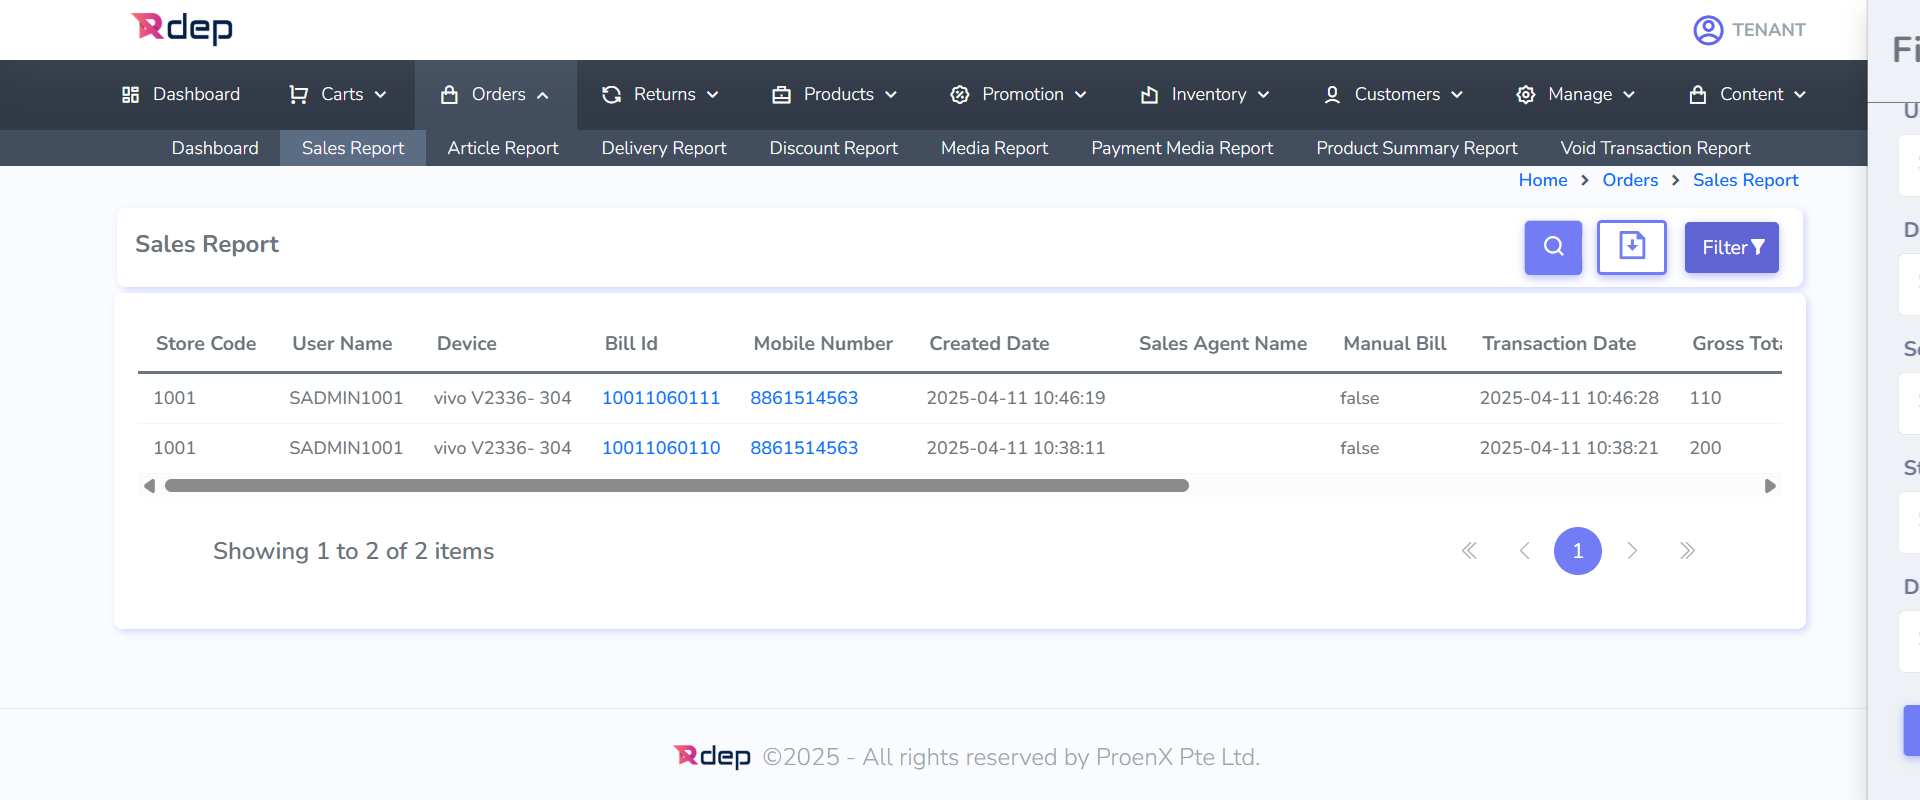 Rdep
TENANT
Dashboard Carts Orders Returns Products Promotion Inventory Customers Manage Content
Dashboard Sales Report Article Report Delivery Report Discount Report Media Report Payment Media Report Product Summary Report Void Transaction Report
Home > Orders > Sales Report
Sales Report
Filter
Store Code User Name Device Bill Id Mobile Number Created Date Sales Agent Name Manual Bill Transaction Date Gross
1001 SADMIN1001 vivo V2336- 304 10011060111 8861514563 2025-04-11 10:46:19 false 2025-04-11 10:46:28 110
1001 SADMIN1001 vivo V2336- 304 10011060110 8861514563 2025-04-11 10:38:11 false 2025-04-11 10:38:21 200
Showing 1 to 2 of 2 items
1
Rdep ©2025 - All rights reserved by ProenX Pte Ltd.